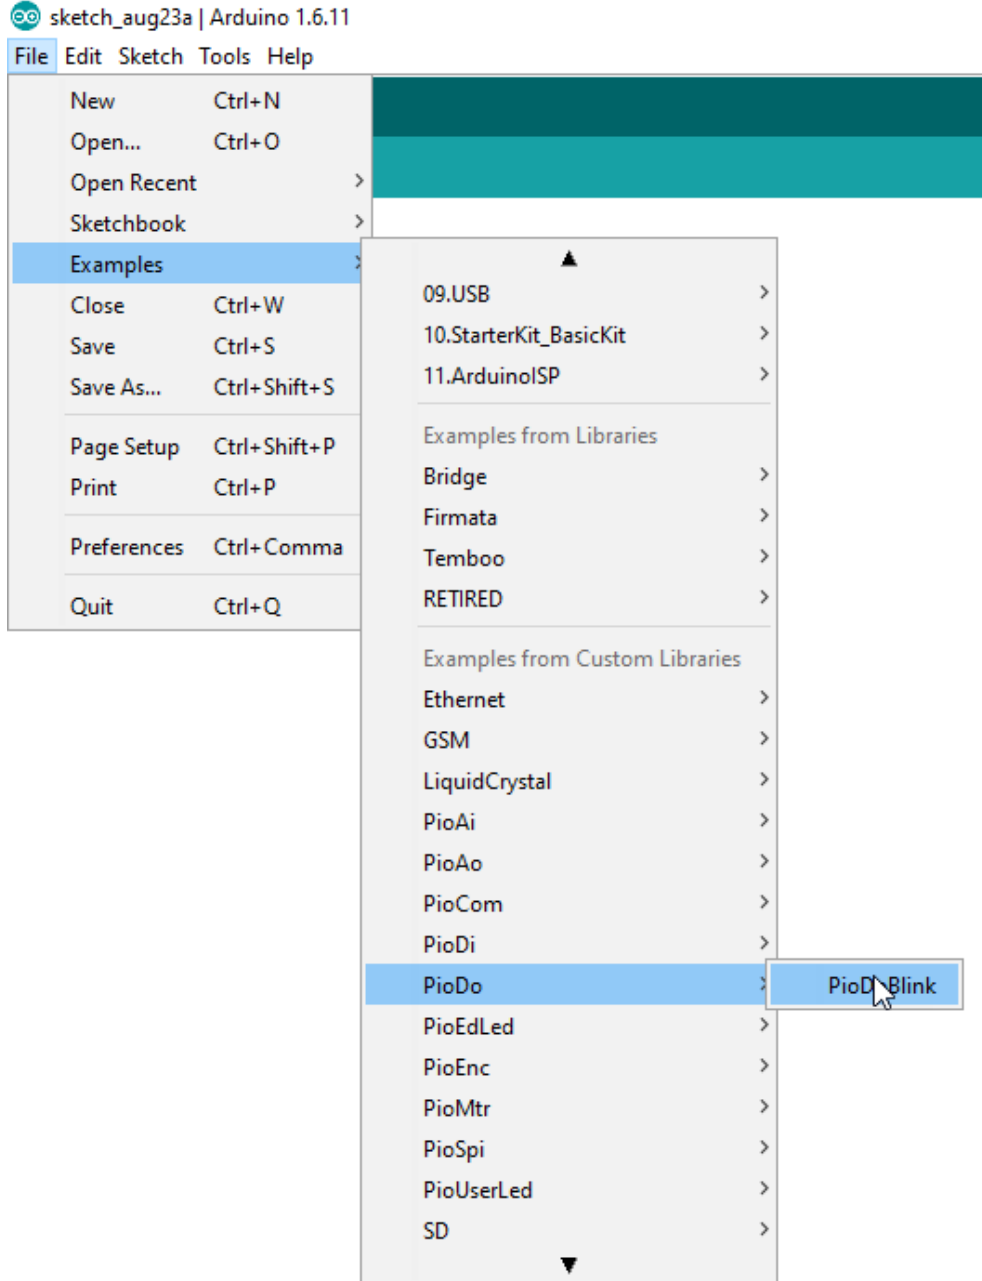 sketch_aug23a | Arduino 1.6.11
File Edit Sketch Tools Help
New Ctrl+N
Open... Ctrl+O
Open Recent
Sketchbook
Examples
Close Ctrl+W
Save Ctrl+S
Save As... Ctrl+Shift+S
Page Setup Ctrl+Shift+P
Print Ctrl+P
Preferences Ctrl+Comma
Quit Ctrl+Q
09.USB
10.StarterKit_BasicKit
11.ArduinoISP
Examples from Libraries
Bridge
Firmata
Temboo
RETIRED
Examples from Custom Libraries
Ethernet
GSM
LiquidCrystal
PioAi
PioAo
PioCom
PioDi
PioDo
PioDoBlink
PioEdLed
PioEnc
PioMtr
PioSpi
PioUserLed
SD